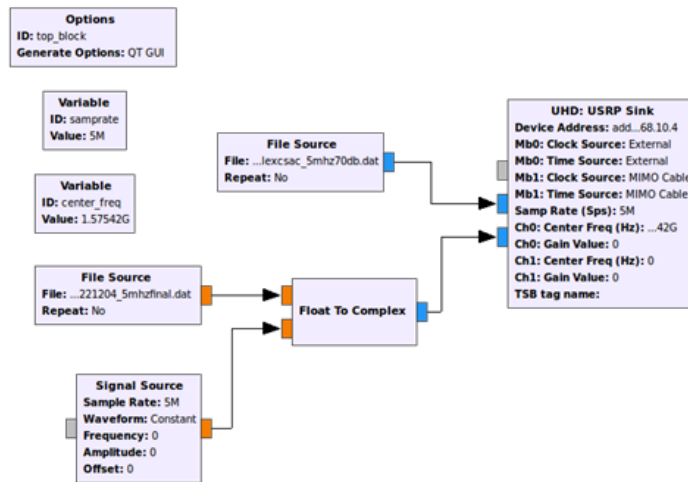 Options
ID: top_block
Generate Options: QT GUI
Variable
ID: samprate
Value: 5M
Variable
ID: center_freq
Value: 1.57542G
File Source
File: ...lexcsac_5mhz70db.dat
Repeat: No
File Source
File: ...221204_5mhzfinal.dat
Repeat: No
Signal Source
Sample Rate: 5M
Waveform: Constant
Frequency: 0
Amplitude: 0
Offset: 0
Float To Complex
UHD: USRP Sink
Device Address: add...68.10.4
Mb0: Clock Source: External
Mb0: Time Source: External
Mb1: Clock Source: MIMO Cable
Mb1: Time Source: MIMO Cable
Samp Rate (Sps): 5M
Ch0: Center Freq (Hz): ...42G
Ch0: Gain Value: 0
Ch1: Center Freq (Hz): 0
Ch1: Gain Value: 0
TSB tag name: